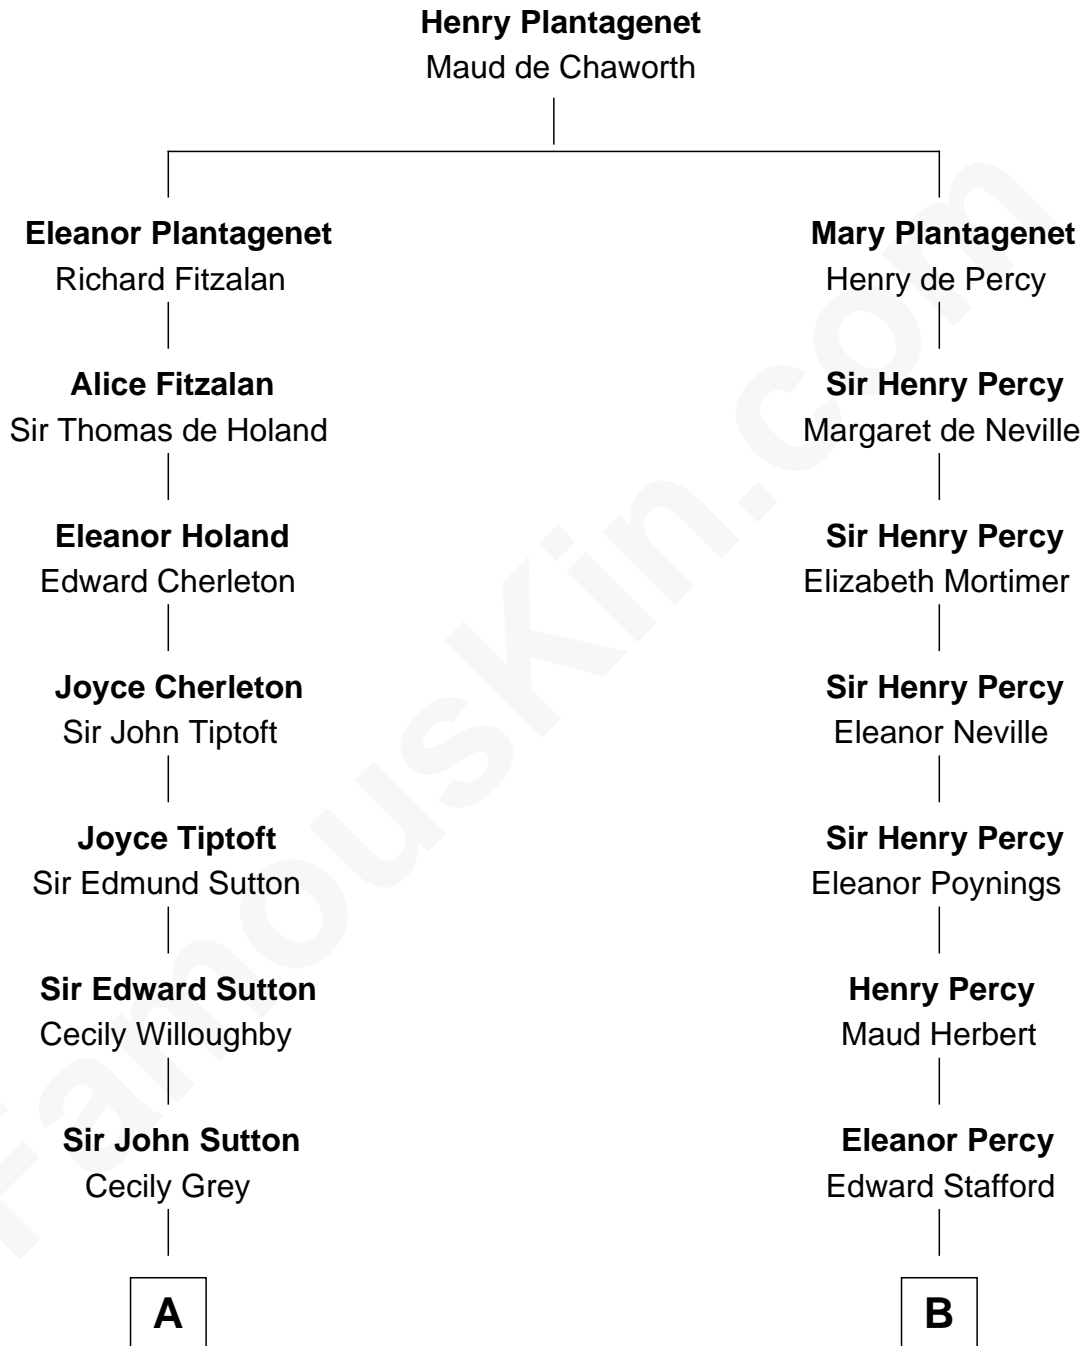 Henry Plantagenet
Maud de Chaworth
Eleanor Plantagenet
Richard Fitzalan
Mary Plantagenet
Henry de Percy
Alice Fitzalan
Sir Thomas de Holand
Sir Henry Percy
Margaret de Neville
Eleanor Holand
Edward Cherleton
Sir Henry Percy
Elizabeth Mortimer
Joyce Cherleton
Sir John Tiptoft
Sir Henry Percy
Eleanor Neville
Joyce Tiptoft
Sir Edmund Sutton
Sir Henry Percy
Eleanor Poynings
Sir Edward Sutton
Cecily Willoughby
Henry Percy
Maud Herbert
Sir John Sutton
Cecily Grey
Eleanor Percy
Edward Stafford
A
B
FamousKin.com